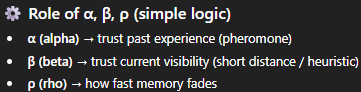 ⚙️ Role of α, β, ρ (simple logic)
• α (alpha) → trust past experience (pheromone)
• β (beta) → trust current visibility (short distance / heuristic)
• ρ (rho) → how fast memory fades